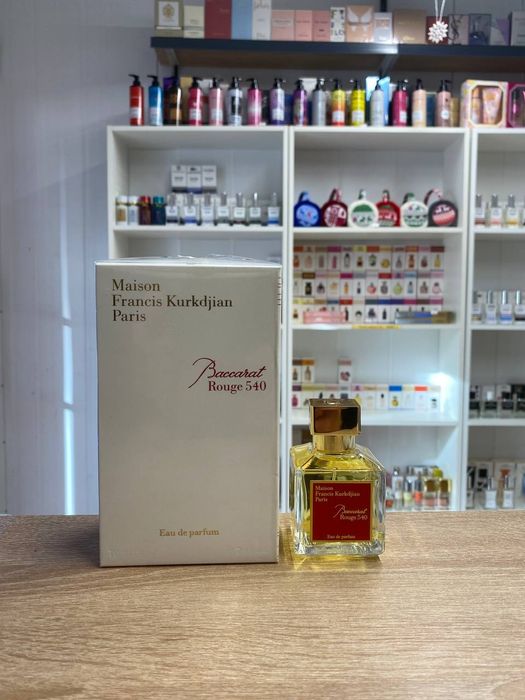 Maison
Francis Kurkdjian
Paris
Baccarat
Rouge 540
Eau de parfum
Maison
Francis Kurkdjian
Paris
Baccarat
Rouge 540
Eau de parfum